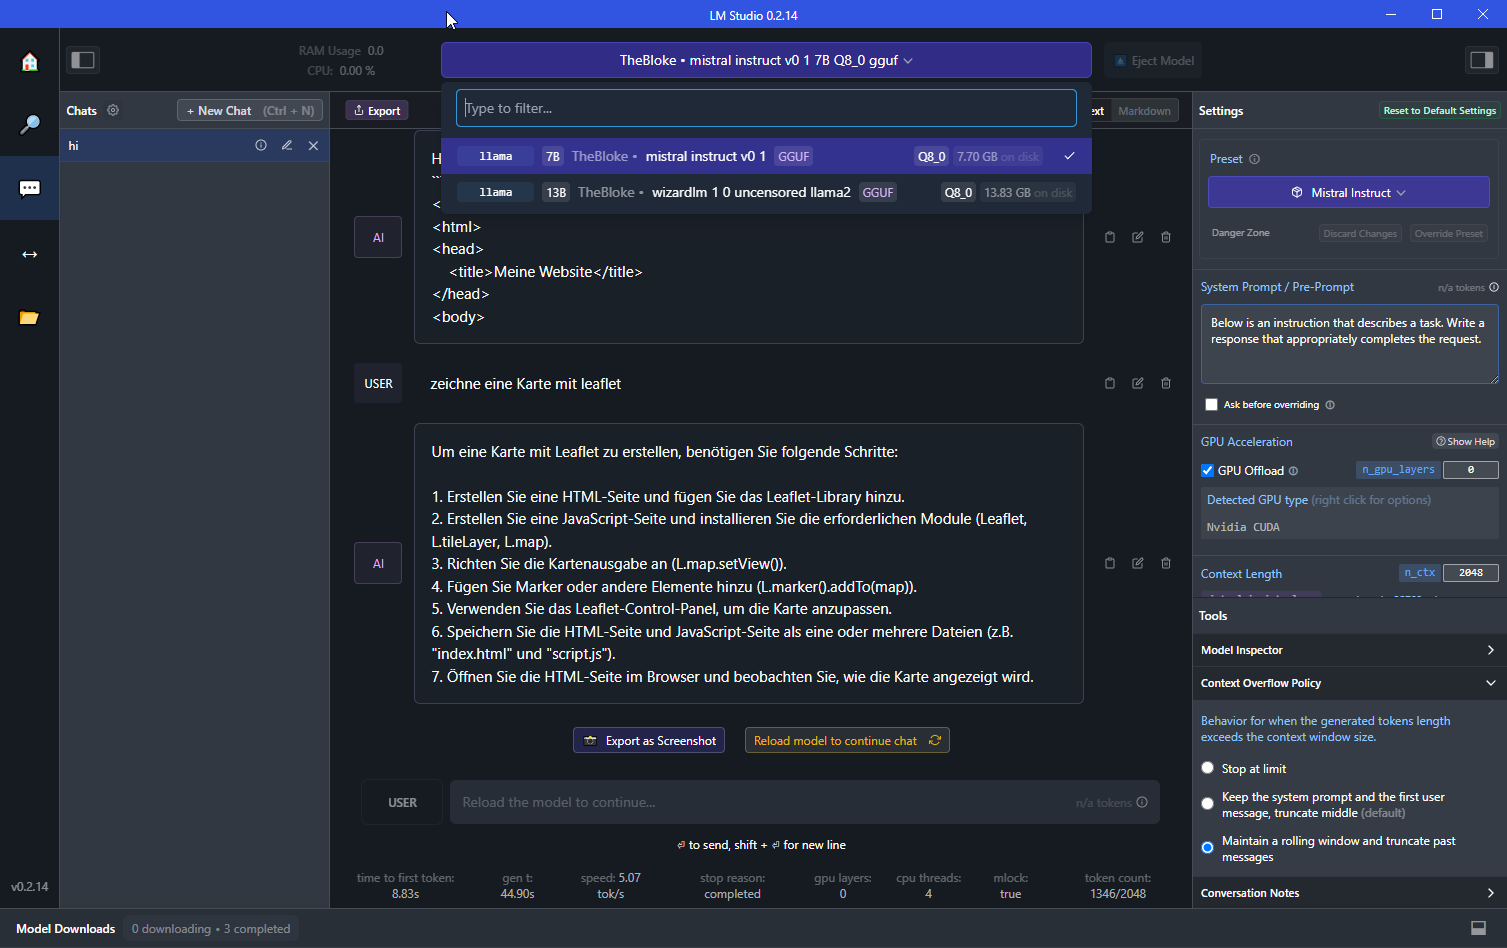 LM Studio 0.2.14
RAM Usage 0.0
CPU: 0.00 %
TheBloke • mistral instruct v0 1 7B Q8_0 gguf
Eject Model
Chats
+ New Chat (Ctrl + N)
hi
v0.2.14
Export
Markdown
Type to filter...
llama 7B TheBloke • mistral instruct v0 1 GGUF Q8_0 7.70 GB on disk
llama 13B TheBloke • wizardlm 1 0 uncensored llama2 GGUF Q8_0 13.83 GB on disk
AI
<html>
<head>
<title>Meine Website</title>
</head>
<body>
USER
zeichne eine Karte mit leaflet
AI
Um eine Karte mit Leaflet zu erstellen, benötigen Sie folgende Schritte:
1. Erstellen Sie eine HTML-Seite und fügen Sie das Leaflet-Library hinzu.
2. Erstellen Sie eine JavaScript-Seite und installieren Sie die erforderlichen Module (Leaflet,
L.tileLayer, L.map).
3. Richten Sie die Kartenausgabe an (L.map.setView()).
4. Fügen Sie Marker oder andere Elemente hinzu (L.marker().addTo(map)).
5. Verwenden Sie das Leaflet-Control-Panel, um die Karte anzupassen.
6. Speichern Sie die HTML-Seite und JavaScript-Seite als eine oder mehrere Dateien (z.B.
"index.html" und "script.js").
7. Öffnen Sie die HTML-Seite im Browser und beobachten Sie, wie die Karte angezeigt wird.
Export as Screenshot
Reload model to continue chat
USER
Reload the model to continue...
n/a tokens
⏎ to send, shift + ⏎ for new line
time to first token: 8.83s
gen t: 44.90s
speed: 5.07 tok/s
stop reason: completed
gpu layers: 0
cpu threads: 4
mlock: true
token count: 1346/2048
Settings
Reset to Default Settings
Preset
Mistral Instruct
Danger Zone
Discard Changes
Override Preset
System Prompt / Pre-Prompt
n/a tokens
Below is an instruction that describes a task. Write a
response that appropriately completes the request.
Ask before overriding
GPU Acceleration
Show Help
GPU Offload
n_gpu_layers 0
Detected GPU type (right click for options)
Nvidia CUDA
Context Length
n_ctx 2048
Tools
Model Inspector
Context Overflow Policy
Behavior for when the generated tokens length
exceeds the context window size.
Stop at limit
Keep the system prompt and the first user
message, truncate middle (default)
Maintain a rolling window and truncate past
messages
Conversation Notes
Model Downloads
0 downloading • 3 completed